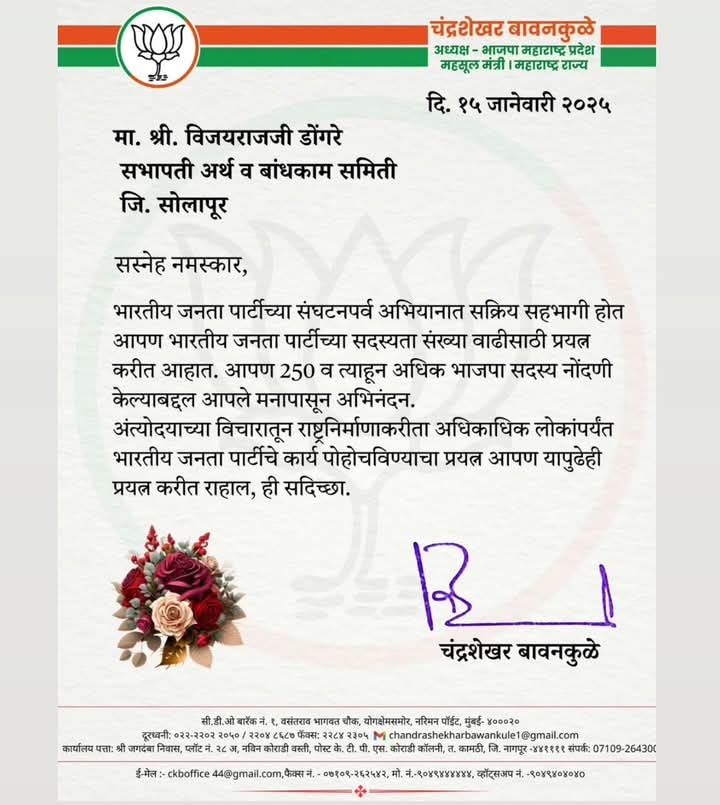 चंद्रशेखर बावनकुळे
अध्यक्ष - भाजपा महाराष्ट्र प्रदेश
महसूल मंत्री । महाराष्ट्र राज्य
दि. १५ जानेवारी २०२५
मा. श्री. विजयराजजी डोंगरे
सभापती अर्थ व बांधकाम समिती
जि. सोलापूर
सस्नेह नमस्कार,
भारतीय जनता पार्टीच्या संघटनपर्व अभियानात सक्रिय सहभागी होत
आपण भारतीय जनता पार्टीच्या सदस्यता संख्या वाढीसाठी प्रयत्न
करीत आहात. आपण 250 व त्याहून अधिक भाजपा सदस्य नोंदणी
केल्याबद्दल आपले मनापासून अभिनंदन.
अंत्योदयाच्या विचारातून राष्ट्रनिर्माणाकरीता अधिकाधिक लोकांपर्यंत
भारतीय जनता पार्टीचे कार्य पोहोचविण्याचा प्रयत्न आपण यापुढेही
प्रयत्न करीत राहाल, ही सदिच्छा.
चंद्रशेखर बावनकुळे
सी.डी.ओ बारॅक नं. १, वसंतराव भागवत चौक, योगक्षेमसमोर, नरिमन पॉईंट, मुंबई- ४०००२०
दूरध्वनी: ०२२-२२०२ २०५० / २२०४ ८६८७ फॅक्स: २२८४ २३०५ chandrashekharbawankule1@gmail.com
कार्यालय पत्ता: श्री जगदंबा निवास, प्लॉट नं. २८ अ, नविन कोराडी वस्ती, पोस्ट के. टी. पी. एस. कोराडी कॉलनी, त. कामठी, जि. नागपूर -४४११११ संपर्क: 07109-264300
ई-मेल :- ckboffice 44@gmail.com,फैक्स नं. - ०७१०९-२६२५४२, मो. नं.-९०४९४४४४४४, व्हॉट्सअप नं. -९०४९४०४०४०